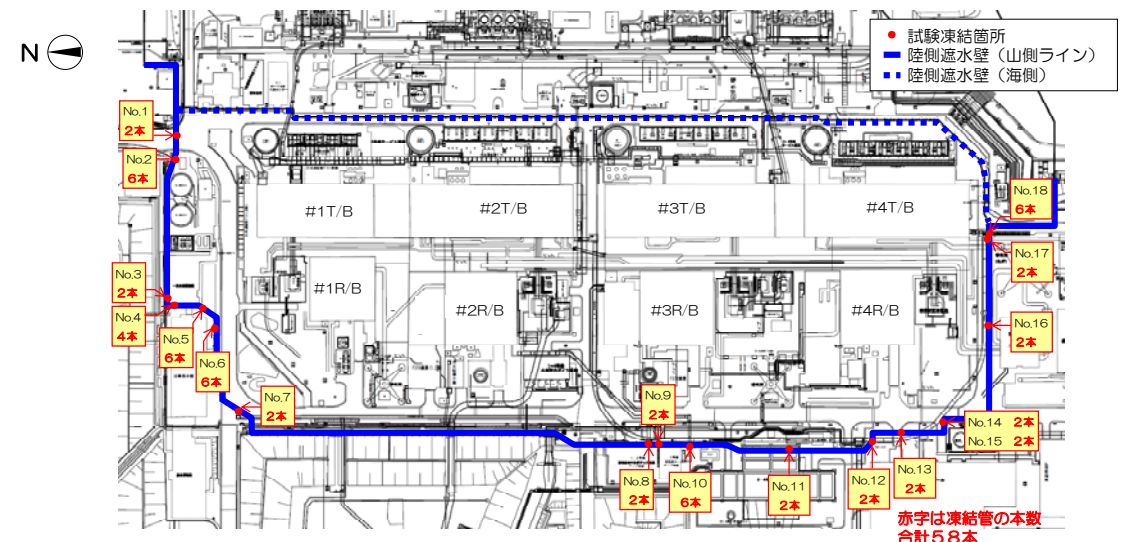 N
試験凍結箇所
陸側遮水壁（山側ライン）
陸側遮水壁（海側）
No.1
2本
No.2
6本
No.18
6本
#1T/B
#2T/B
#3T/B
#4T/B
No.17
2本
No.3
2本
#1R/B
#2R/B
#3R/B
#4R/B
No.4
4本
No.16
2本
No.5
6本
No.6
6本
No.7
2本
No.9
2本
No.14 2本
No.15 2本
No.8
2本
No.10
6本
No.11
2本
No.12
2本
No.13
2本
赤字は凍結管の本数
合計58本